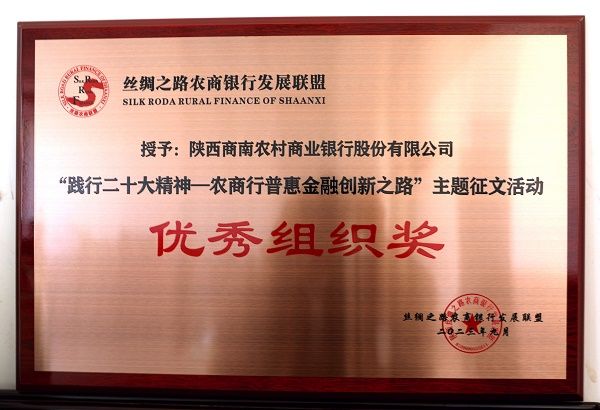 丝绸之路农商银行发展联盟
SILK RODA RURAL FINANCE OF SHAANXI
授予：陕西商南农村商业银行股份有限公司
“践行二十大精神—农商行普惠金融创新之路”主题征文活动
优秀组织奖
丝绸之路农商银行发展联盟
二〇二三年九月